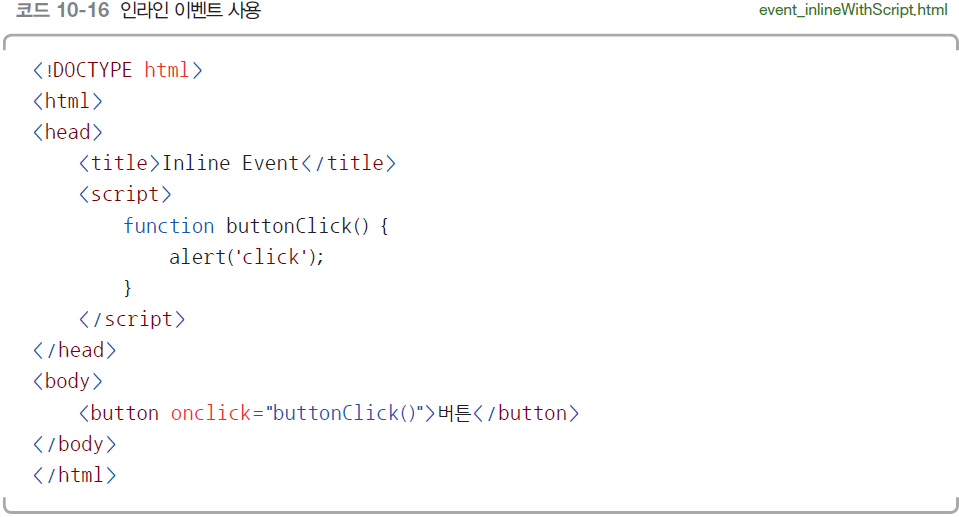 코드 10-16 인라인 이벤트 사용 event_inlineWithScript.html
<!DOCTYPE html>
<html>
<head>
    <title>Inline Event</title>
    <script>
        function buttonClick() {
            alert('click');
        }
    </script>
</head>
<body>
    <button onclick="buttonClick()">버튼</button>
</body>
</html>